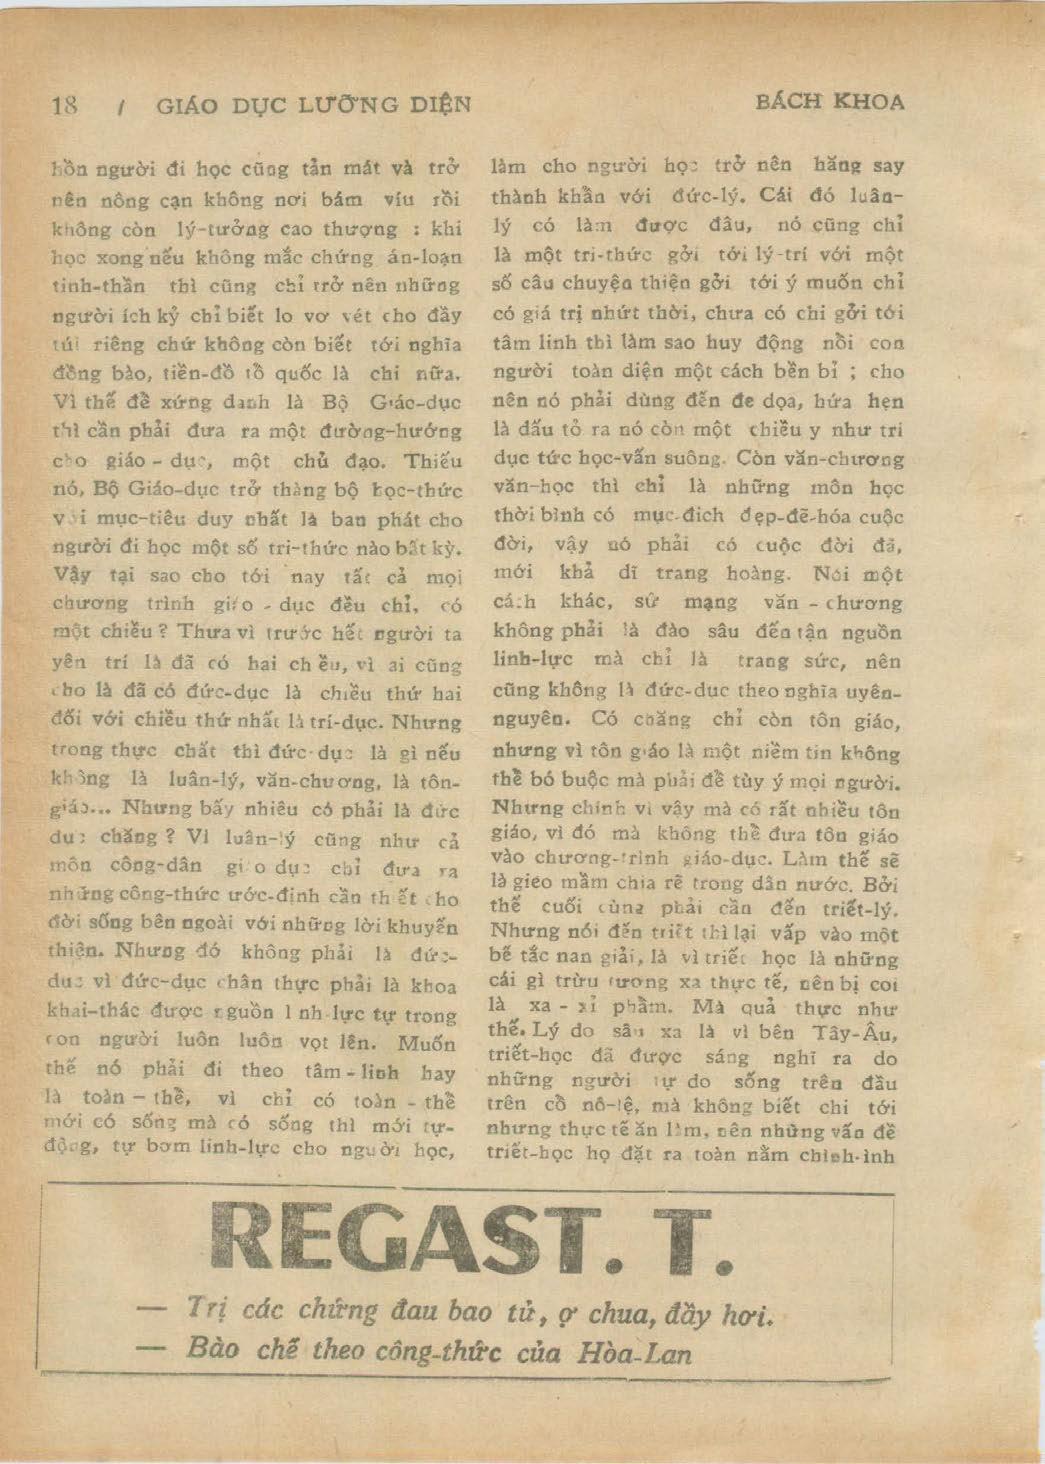 18 / GIÁO DỤC LƯỠNG DIỆN
BÁCH KHOA
hồn người đi học cũng tản mát và trở
nên nông cạn không nơi bám víu rồi
không còn lý-tưởng cao thượng : khi
học xong nếu không mắc chứng án-loạn
tinh-thần thì cũng chỉ trở nên những
người ích kỷ chỉ biết lo vơ vét cho đầy
túi riêng chứ không còn biết tới nghĩa
đồng bào, tiền-đồ tổ quốc là chi nữa.
Vì thế để xứng danh là Bộ Giáo-dục
thì cần phải đưa ra một đường-hướng
cho giáo - dục, một chủ đạo. Thiếu
nó, Bộ Giáo-dục trở thàng bộ học-thức
với mục-tiêu duy nhất là ban phát cho
người đi học một số tri-thức nào bất kỳ.
Vậy tại sao cho tới nay tất cả mọi
chương trình giáo - dục đều chỉ, có
một chiều ? Thưa vì trước hết người ta
yên trí là đã có hai chiều, vì ai cũng
cho là đã có đức-dục là chiều thứ hai
đối với chiều thứ nhất là trí-dục. Nhưng
trong thực chất thì đức-dục là gì nếu
không là luân-lý, văn-chương, là tôn-
giáo... Nhưng bấy nhiêu có phải là đức
dục chăng ? Vì luân-lý cũng như cả
môn công-dân giáo dục chỉ đưa ra
những công-thức ước-định cần thiết cho
đời sống bên ngoài với những lời khuyến
thiện. Nhưng đó không phải là đức-
dục vì đức-dục chân thực phải là khoa
khai-thác được nguồn linh-lực tự trong
con người luôn luôn vọt lên. Muốn
thế nó phải đi theo tâm-linh hay
là toàn - thể, vì chỉ có toàn - thể
mới có sống mà có sống thì mới tự-
động, tự bơm linh-lực cho người học,
làm cho người học trở nên hăng say
thành khẩn với đức-lý. Cái đó luân-
lý có làm được đâu, nó cũng chỉ
là một tri-thức gởi tới lý-trí với một
số câu chuyện thiện gởi tới ý muốn chỉ
có giá trị nhứt thời, chưa có chi gởi tới
tâm linh thì làm sao huy động nồi con
người toàn diện một cách bền bỉ ; cho
nên nó phải dùng đến đe dọa, hứa hẹn
là dấu tỏ ra nó còn một chiều y như tri
dục tức học-vấn suông. Còn văn-chương
văn-học thì chỉ là những môn học
thời bình có mục-đich đẹp-đẽ-hóa cuộc
đời, vậy nó phải có cuộc đời đã,
mới khả dĩ trang hoàng. Nói một
cách khác, sứ mạng văn - chương
không phải là đào sâu đến tận nguồn
linh-lực mà chỉ là trang sức, nên
cũng không là đức-dục theo nghĩa uyên-
nguyên. Có chăng chỉ còn tôn giáo,
nhưng vì tôn giáo là một niềm tin không
thể bó buộc mà phải để tùy ý mọi người.
Nhưng chính vì vậy mà có rất nhiều tôn
giáo, vì đó mà không thể đưa tôn giáo
vào chương-trình giáo-dục. Làm thế sẽ
là gieo mầm chia rẽ trong dân nước. Bởi
thế cuối cùng phải cần đến triết-lý.
Nhưng nói đến triết thì lại vấp vào một
bế tắc nan giải, là vì triết học là những
cái gì trừu tương xa thực tế, nên bị coi
là xa - xỉ phẩm. Mà quả thực như
thế. Lý do sâu xa là vì bên Tây-Âu,
triết-học đã được sáng nghĩ ra do
những người tự do sống trên đầu
trên cổ nô-lệ, mà không biết chi tới
nhưng thực tế ăn làm, nên những vấn đề
triết-học họ đặt ra toàn nằm chình-ình
REGAST. T.
— Trị các chứng đau bao tử, ợ chua, đầy hơi.
— Bào chế theo công-thức của Hòa-Lan